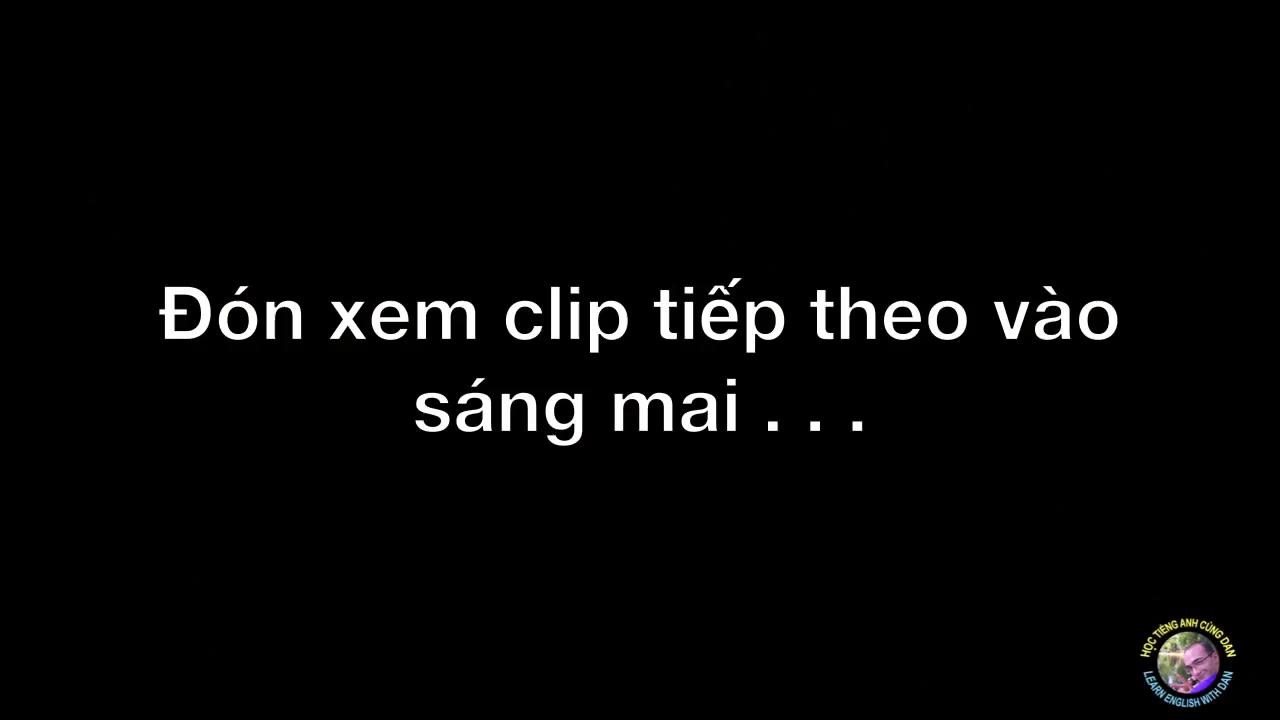 Đón xem clip tiếp theo vào
sáng mai . . .
HỌC TIẾNG ANH CÙNG DAN
LEARN ENGLISH WITH DAN